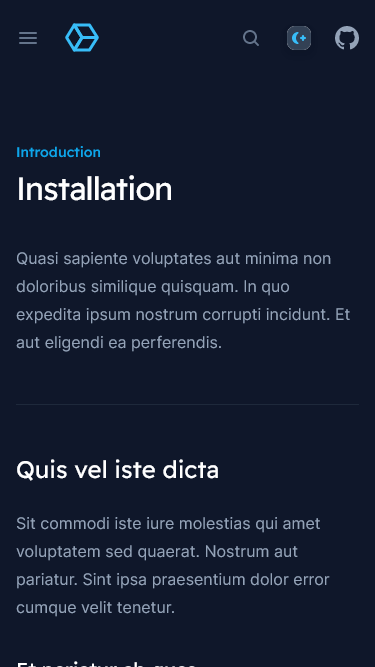 Introduction
Installation
Quasi sapiente voluptates aut minima non
doloribus similique quisquam. In quo
expedita ipsum nostrum corrupti incidunt. Et
aut eligendi ea perferendis.
Quis vel iste dicta
Sit commodi iste iure molestias qui amet
voluptatem sed quaerat. Nostrum aut
pariatur. Sint ipsa praesentium dolor error
cumque velit tenetur.